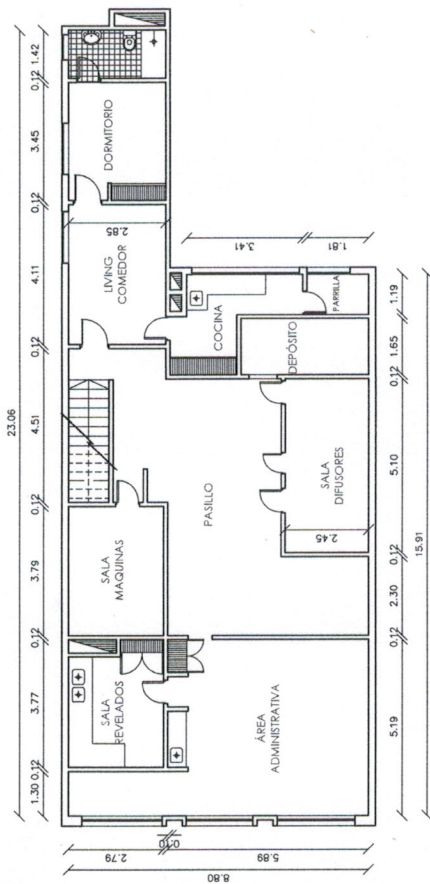 23.06
1.30
0.12
3.77
0.12
3.79
0.12
4.51
0.12
4.11
0.12
3.45
0.12
1.42
DORMITORIO
2.85
LIVING
COMEDOR
3.41
1.81
COCINA
PARRILLA
DEPÓSITO
SALA
DIFUSORES
2.45
PASILLO
SALA
MAQUINAS
SALA
REVELADOS
ÁREA
ADMINISTRATIVA
5.19
0.12
2.30
0.12
5.10
0.12
1.65
1.19
15.91
0.10
2.79
5.89
8.80